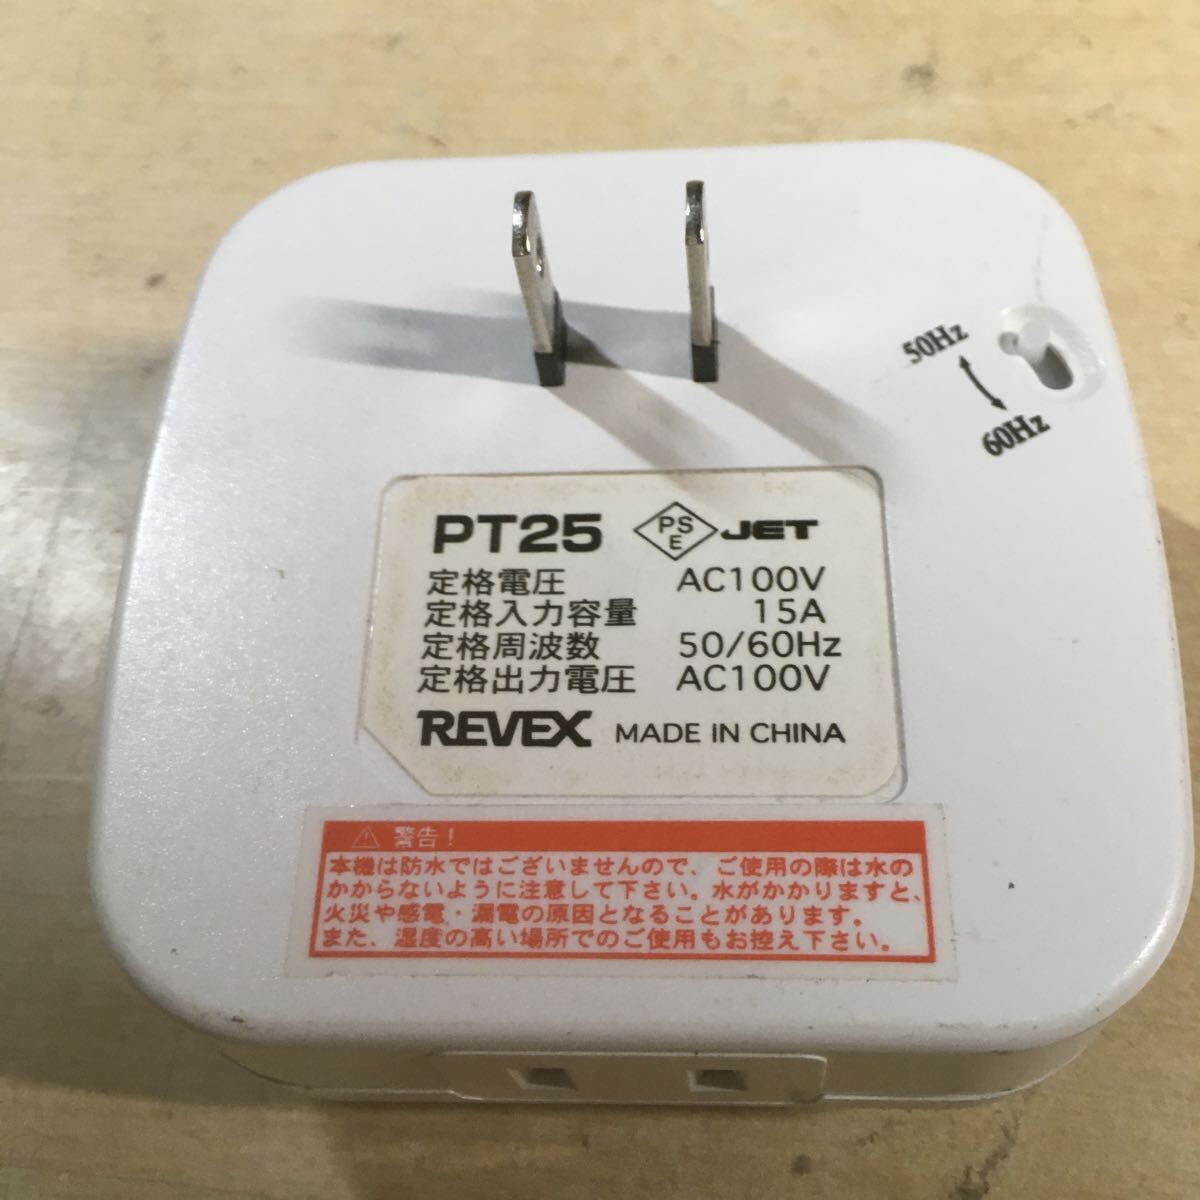 50Hz
60Hz
PT25 PSE JET
定格電圧 AC100V
定格入力容量 15A
定格周波数 50/60Hz
定格出力電圧 AC100V
REVEX MADE IN CHINA
警告！
本機は防水ではございませんので、ご使用の際は水の
かからないように注意して下さい。水がかかりますと、
火災や感電・漏電の原因となることがあります。
また、湿度の高い場所でのご使用もお控え下さい。